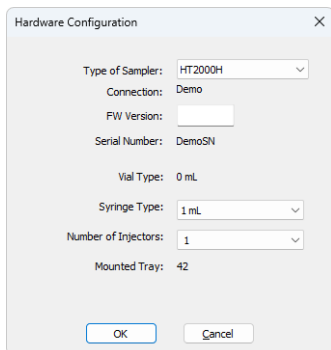 Hardware Configuration
Type of Sampler: HT2000H
Connection: Demo
FW Version:
Serial Number: DemoSN
Vial Type: 0 mL
Syringe Type: 1 mL
Number of Injectors: 1
Mounted Tray: 42
OK Cancel